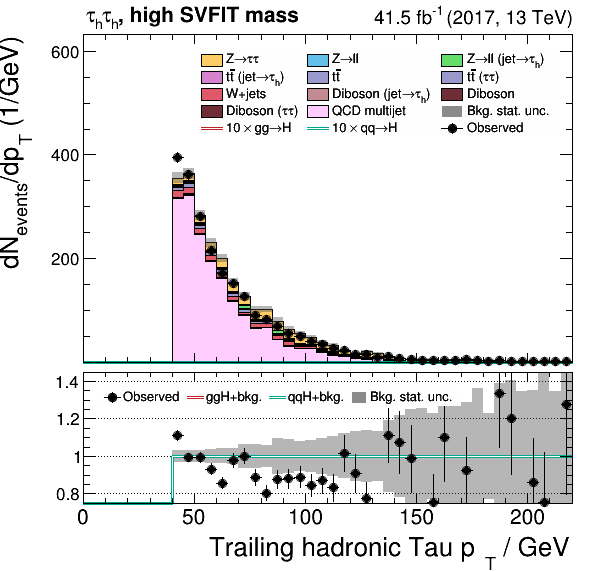 τhτh, high SVFIT mass 41.5 fb-1 (2017, 13 TeV)
dNevents/dpT (1/GeV)
600
400
200
Z→ττ Z→ll Z→ll (jet→τh)
tt̄ (jet→τh) tt̄ tt̄ (ττ)
W+jets Diboson (jet→τh) Diboson
Diboson (ττ) QCD multijet Bkg. stat. unc.
10 × gg→H 10 × qq→H Observed
1.4
1.2
1
0.8
Observed ggH+bkg. qqH+bkg. Bkg. stat. unc.
0 50 100 150 200
Trailing hadronic Tau p T / GeV